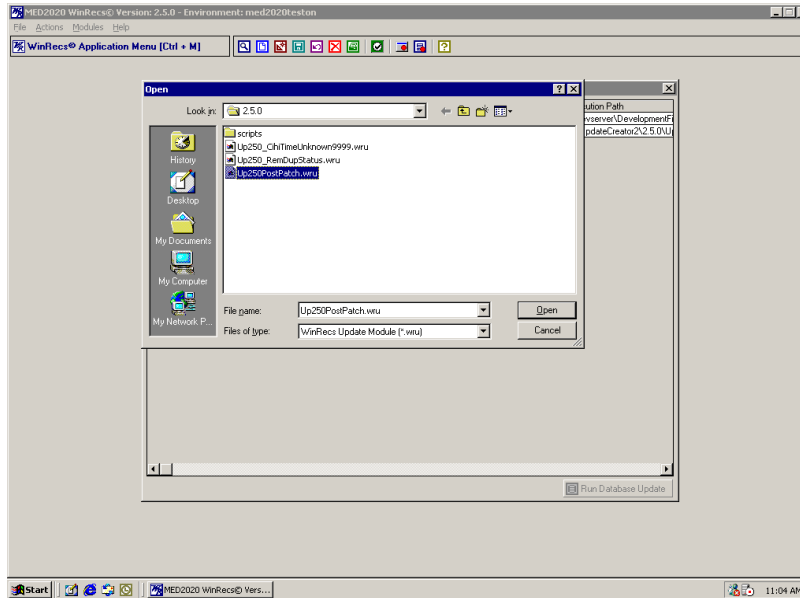 MED2020 WinRecs© Version: 2.5.0 - Environment: med2020teston
File Actions Modules Help
WinRecs© Application Menu [Ctrl + M]
Open
Look in: 2.5.0
ution Path
evserver\DevelopmentFi
pdateCreator2\2.5.0\U
scripts
Up250_CihiTimeUnknown9999.wru
Up250_RemDupStatus.wru
Up250PostPatch.wru
History
Desktop
My Documents
My Computer
My Network P...
File name: Up250PostPatch.wru Open
Files of type: WinRecs Update Module (*.wru) Cancel
Run Database Update
Start MED2020 WinRecs© Vers... 11:04 AM